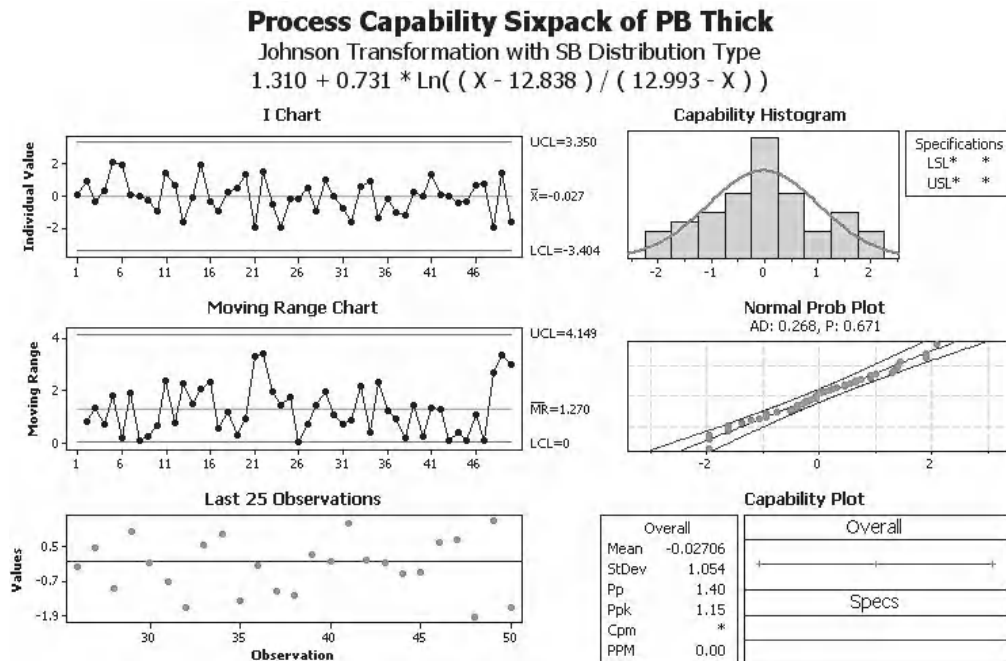 Process Capability Sixpack of PB Thick
Johnson Transformation with SB Distribution Type
1.310 + 0.731 * Ln( ( X - 12.838 ) / ( 12.993 - X ) )
I Chart
Individual Value
2
0
-2
UCL=3.350
X̄=-0.027
LCL=-3.404
1 6 11 16 21 26 31 36 41 46
Capability Histogram
-2 -1 0 1 2
Specifications
LSL* *
USL* *
Moving Range Chart
Moving Range
4
2
0
UCL=4.149
M̄R̄=1.270
LCL=0
1 6 11 16 21 26 31 36 41 46
Normal Prob Plot
AD: 0.268, P: 0.671
-2 0 2
Last 25 Observations
Values
0.5
-0.7
-1.9
30 35 40 45 50
Observation
Capability Plot
Overall
Mean -0.02706
StDev 1.054
Pp 1.40
Ppk 1.15
Cpm *
PPM 0.00
Overall
Specs